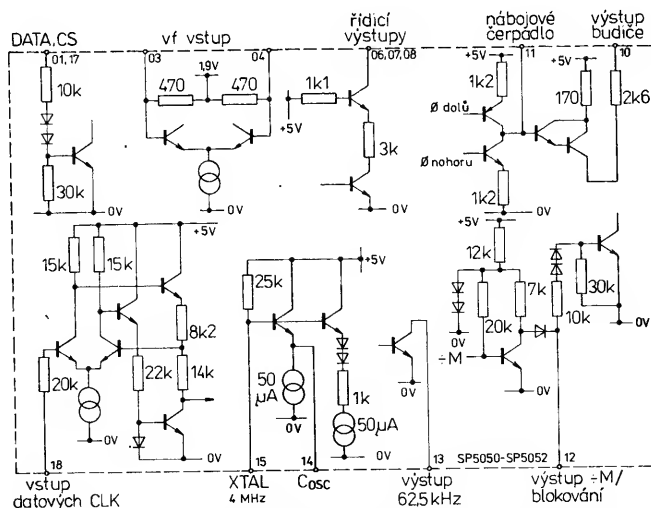 DATA,CS
vf vstup
řídicí
výstupy
nábojové
čerpádlo
výstup
budiče
01,17
03
04
06,07,08
11
10
10k
30k
0V
1,9V
470
470
0V
1k1
+5V
3k
0V
+5V
1k2
ø dolů
ø nohoru
1k2
0V
+5V
170
2k6
+5V
15k
15k
8k2
20k
22k
14k
0V
18
vstup
datových CLK
25k
+5V
50
µA
0V
1k
50µA
0V
15
14
XTAL
4 MHz
Cosc
0V
13
výstup
62,5 kHz
+5V
12k
7k
20k
0V
÷M
0V
10k
30k
0V
SP5050-SP5052
12
výstup ÷M/
blokování